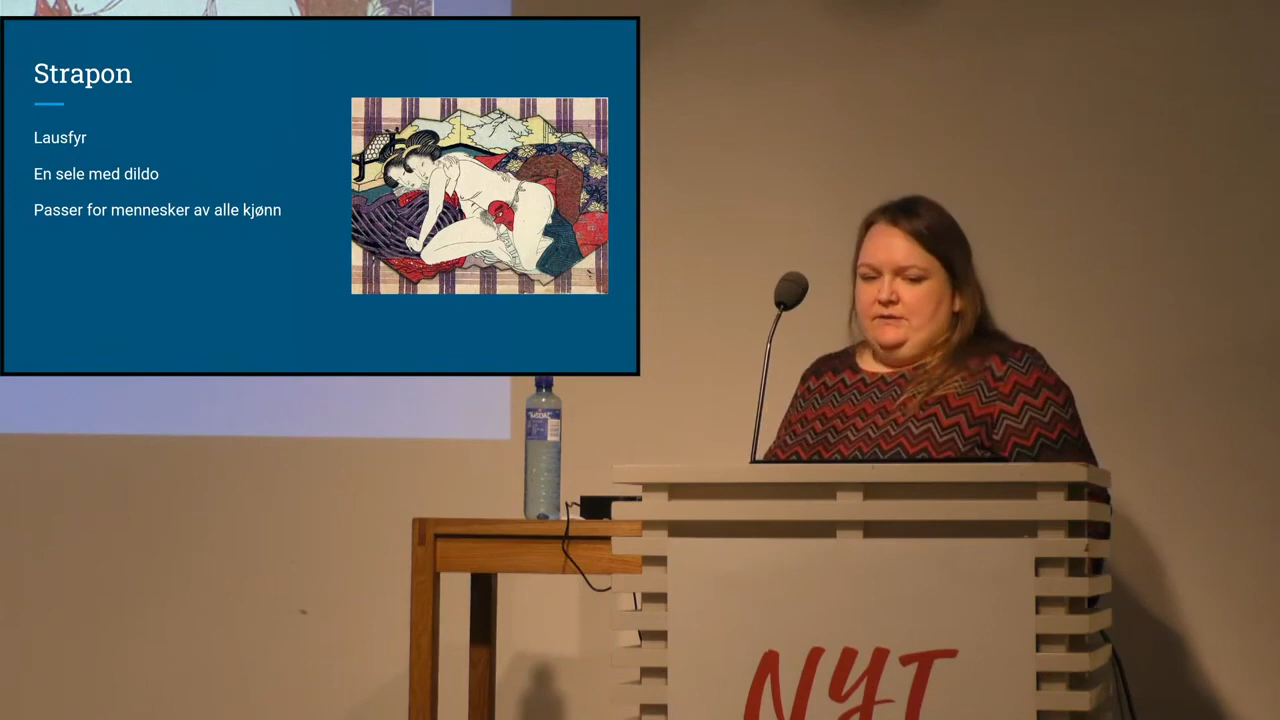 Strapon
Lausfyr
En sele med dildo
Passer for mennesker av alle kjønn
NYT